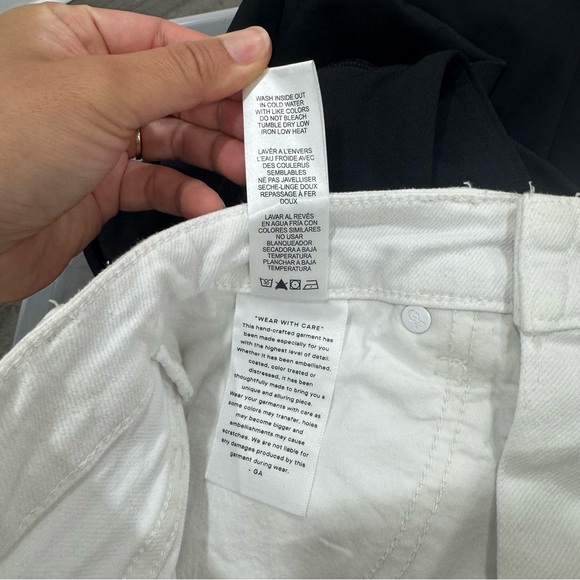 WASH INSIDE OUT
IN COLD WATER
WITH LIKE COLORS
DO NOT BLEACH
TUMBLE DRY LOW
IRON LOW HEAT
LAVÉR A L'ENVERS
L'EAU FROIDE AVEC
DES COULERUS
SEMBLABLES
NÉ PAS JAVELLISER
SECHE-LINGE DOUX
REPASSAGE À FER
DOUX
LAVAR AL REVÉS
EN AGUA FRÍA CON
COLORES SIMILARES
NO USAR
BLANQUEADOR
SECADORA A BAJA
TEMPERATURA
PLANCHAR A BAJA
TEMPERATURA
"WEAR WITH CARE"
This hand-crafted garment has
been made especially for you
with the highest level of detail.
Whether it has been embellished,
coated, color treated or
distressed, it has been
thoughtfully made to bring you a
unique and alluring piece.
Wear your garments with care as
some colors may transfer, holes
may become bigger and
embellishments may cause
scratches. We are not liable for
any damages produced by this
garment during wear.
- GA